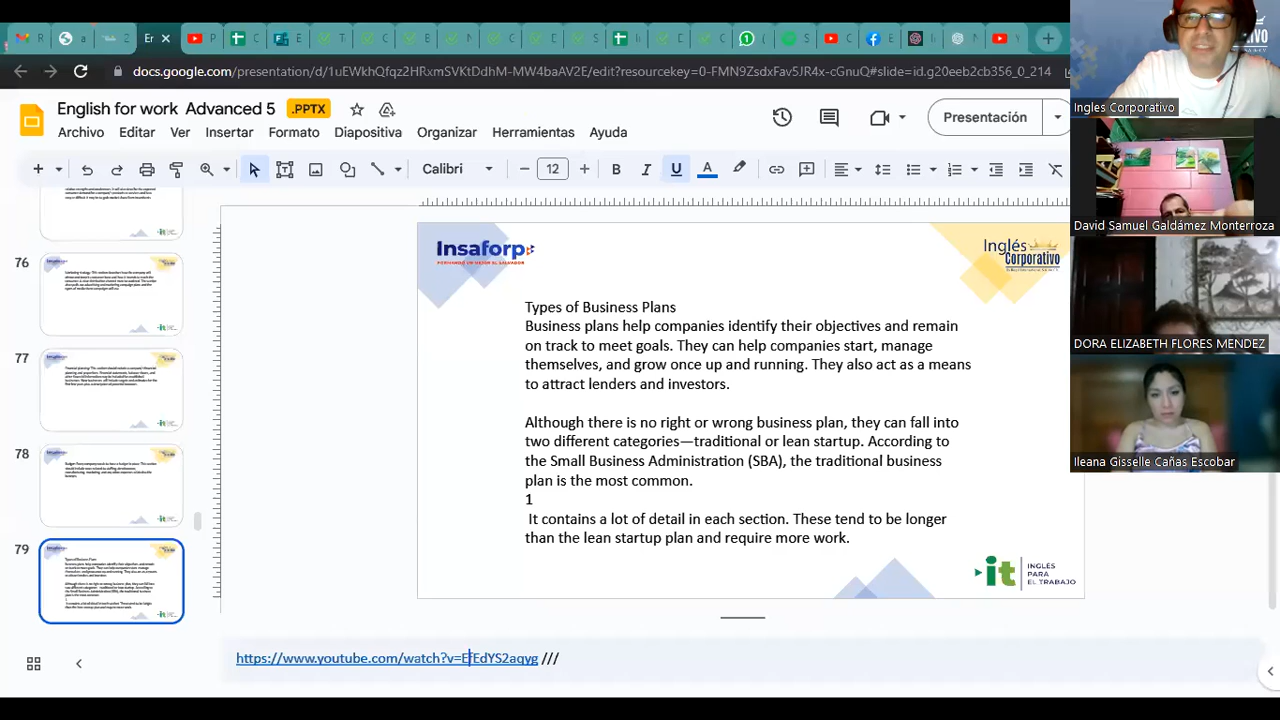 docs.google.com/presentation/d/1uEWkhQfqz2HRxmSVKtDdhM-MW4baAV2E/edit?resourcekey=0-FMN9ZsdxFav5JR4x-cGnuQ#slide=id.g20eeb2cb356_0_214
English for work Advanced 5 .PPTX
Archivo Editar Ver Insertar Formato Diapositiva Organizar Herramientas Ayuda
Presentación
Calibri
12
Ingles Corporativo
David Samuel Galdámez Monterroza
DORA ELIZABETH FLORES MENDEZ
Ileana Gisselle Cañas Escobar
76
77
78
79
Insaforp
Inglés
Corporativo
Types of Business Plans
Business plans help companies identify their objectives and remain
on track to meet goals. They can help companies start, manage
themselves, and grow once up and running. They also act as a means
to attract lenders and investors.
Although there is no right or wrong business plan, they can fall into
two different categories—traditional or lean startup. According to
the Small Business Administration (SBA), the traditional business
plan is the most common.
1
It contains a lot of detail in each section. These tend to be longer
than the lean startup plan and require more work.
it
INGLÉS
PARA
EL TRABAJO
https://www.youtube.com/watch?v=EfEdYS2aqyg ///